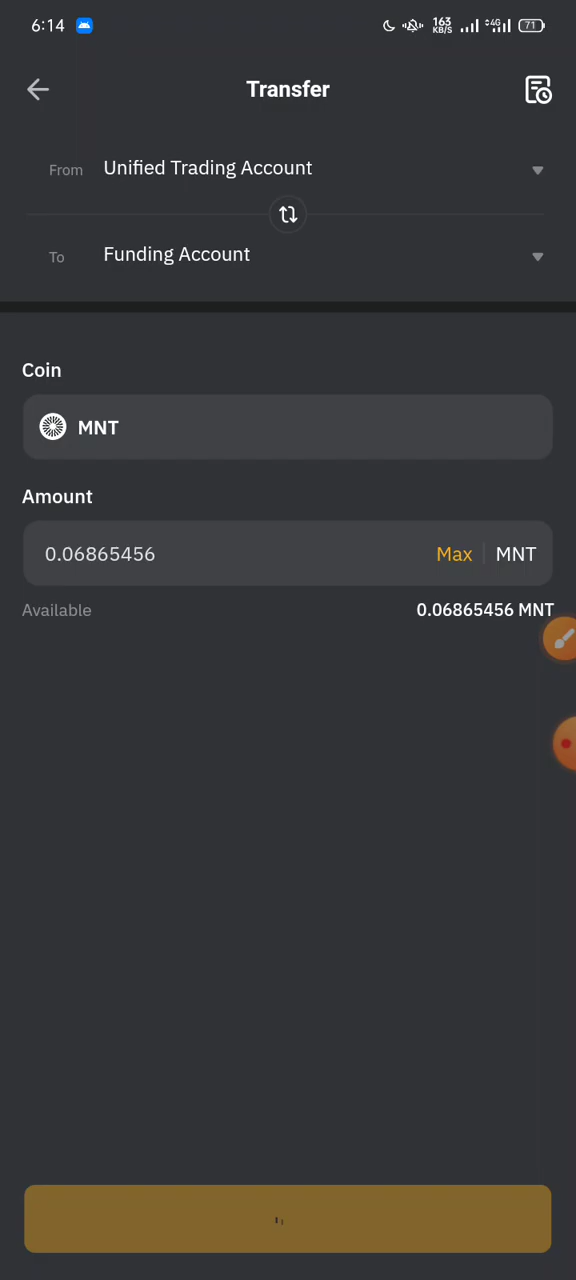 6:14
163 KB/S
4G
71
Transfer
From Unified Trading Account
To Funding Account
Coin
MNT
Amount
0.06865456 Max MNT
Available 0.06865456 MNT